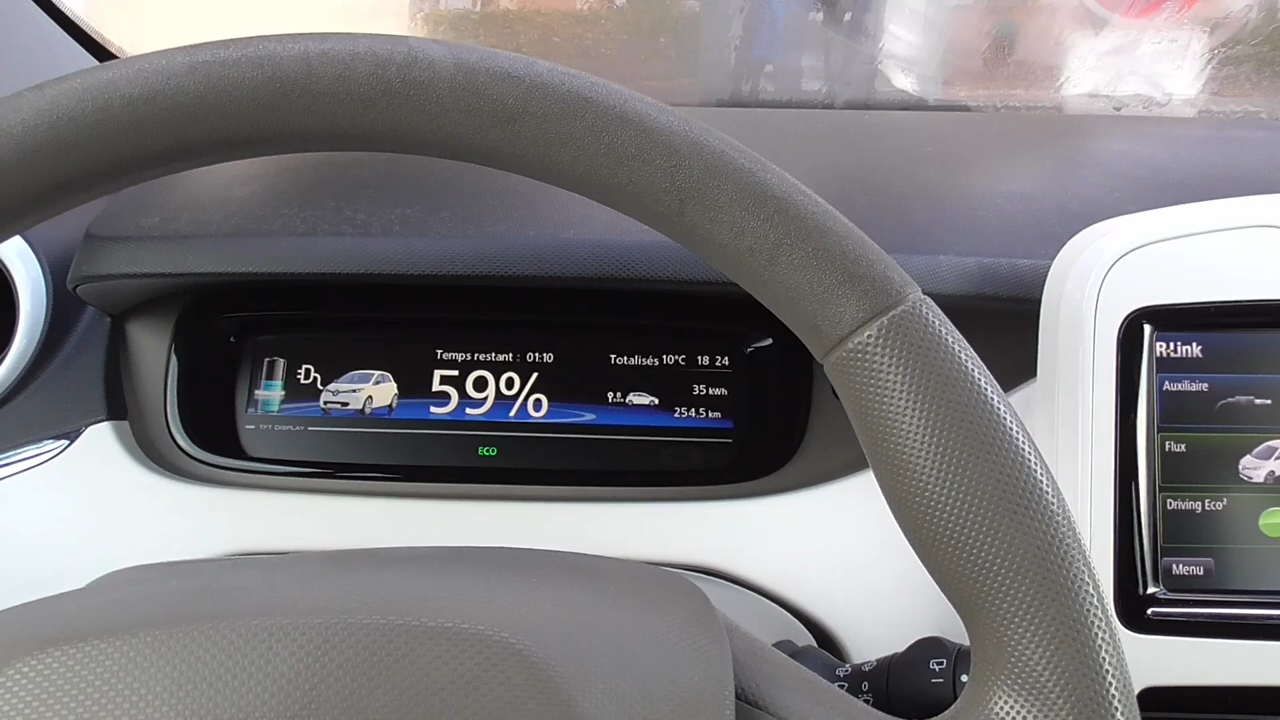 Temps restant : 01:10
Totalisés 10°C 18 24
59%
35 kWh
254.5 km
TFT DISPLAY
ECO
R-Link
Auxiliaire
Flux
Driving Eco²
Menu
0